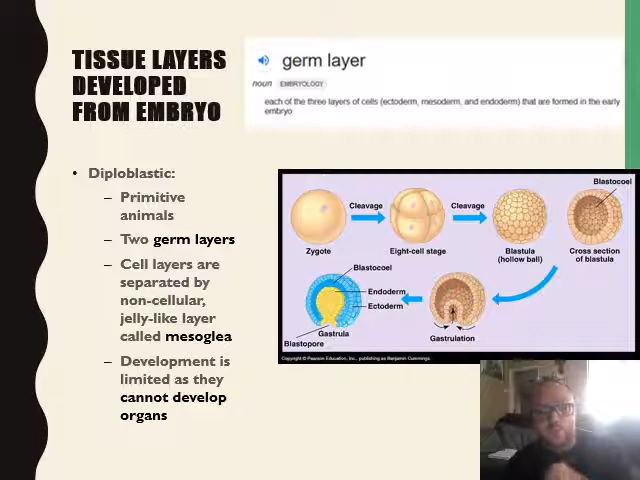 TISSUE LAYERS
DEVELOPED
FROM EMBRYO
germ layer
noun EMBRYOLOGY
each of the three layers of cells (ectoderm, mesoderm, and endoderm) that are formed in the early
embryo
• Diploblastic:
– Primitive
animals
– Two germ layers
– Cell layers are
separated by
non-cellular,
jelly-like layer
called mesoglea
– Development is
limited as they
cannot develop
organs
Blastocoel
Cleavage
Cleavage
Zygote
Eight-cell stage
Blastula
(hollow ball)
Cross section
of blastula
Blastocoel
Endoderm
Ectoderm
Gastrula
Blastopore
Gastrulation
Copyright © Pearson Education, Inc., publishing as Benjamin Cummings.